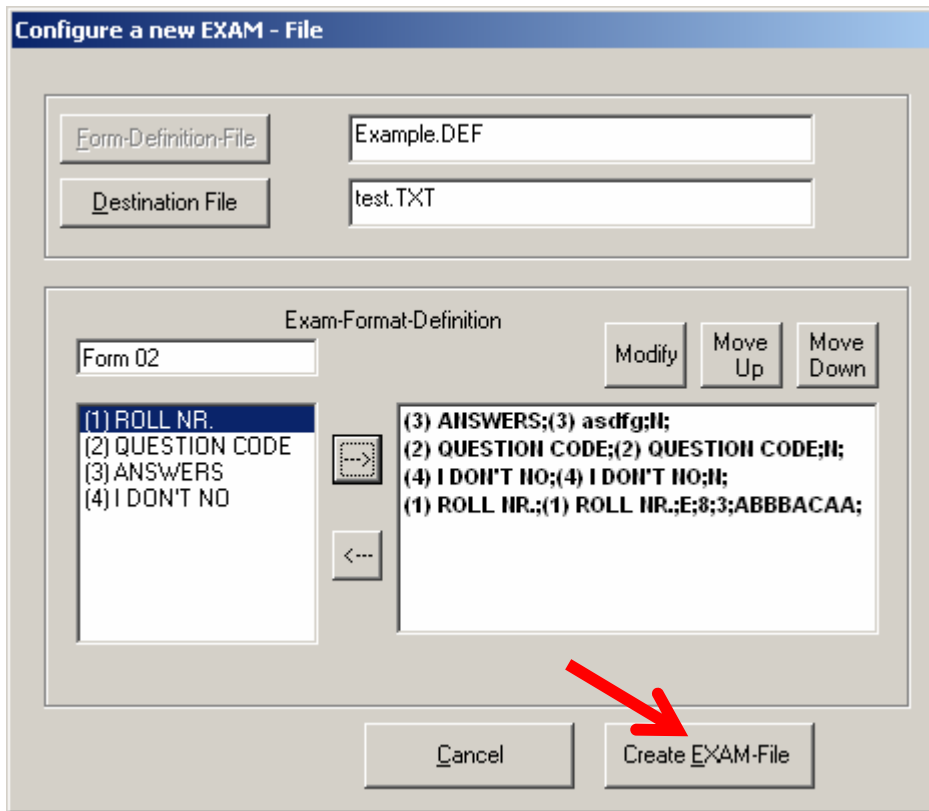 Configure a new EXAM - File
Form-Definition-File
Example.DEF
Destination File
test.TXT
Exam-Format-Definition
Form 02
Modify
Move
Up
Move
Down
(1) ROLL NR.
(2) QUESTION CODE
(3) ANSWERS
(4) I DON'T NO
--->
<---
(3) ANSWERS;(3) asdfg;N;
(2) QUESTION CODE;(2) QUESTION CODE;N;
(4) I DON'T NO;(4) I DON'T NO;N;
(1) ROLL NR.;(1) ROLL NR.;E;8;3;ABBBACAA;
Cancel
Create EXAM-File